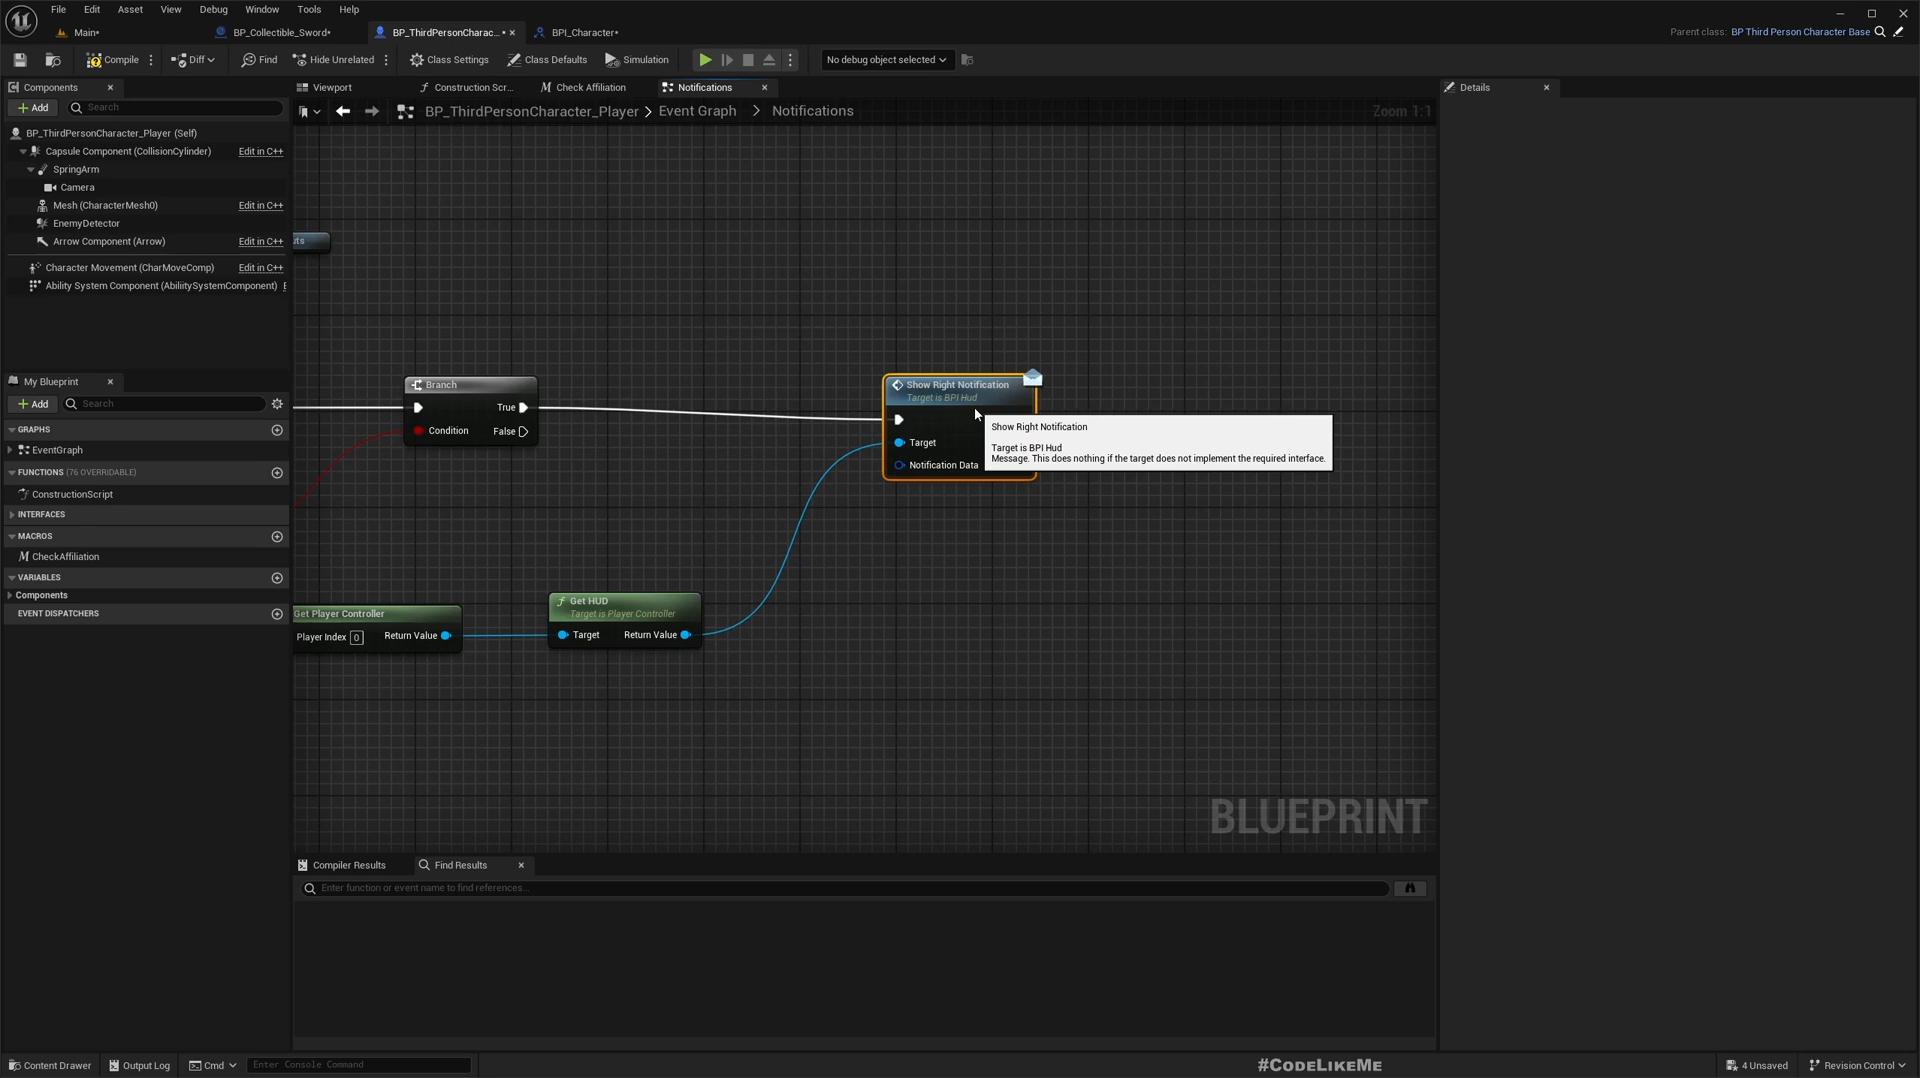 File Edit Asset View Debug Window Tools Help
Main* BP_Collectible_Sword* BP_ThirdPersonCharac...* BPI_Character*
Parent class: BP Third Person Character Base
Compile Diff Find Hide Unrelated Class Settings Class Defaults Simulation No debug object selected
Components
Add Search
BP_ThirdPersonCharacter_Player (Self)
Capsule Component (CollisionCylinder) Edit in C++
SpringArm
Camera
Mesh (CharacterMesh0) Edit in C++
EnemyDetector
Arrow Component (Arrow) Edit in C++
Character Movement (CharMoveComp) Edit in C++
Ability System Component (AbilitySystemComponent) E
My Blueprint
Add Search
GRAPHS
EventGraph
FUNCTIONS (76 OVERRIDABLE)
ConstructionScript
INTERFACES
MACROS
CheckAffiliation
VARIABLES
Components
EVENT DISPATCHERS
Viewport Construction Scr... Check Affiliation Notifications
BP_ThirdPersonCharacter_Player > Event Graph > Notifications Zoom 1:1
uts
Branch
True
Condition False
Show Right Notification
Target is BPI Hud
Target
Notification Data
Show Right Notification
Target is BPI Hud
Message. This does nothing if the target does not implement the required interface.
Get Player Controller
Player Index 0 Return Value
Get HUD
Target is Player Controller
Target Return Value
BLUEPRINT
Compiler Results Find Results
Enter function or event name to find references...
Details
Content Drawer Output Log Cmd Enter Console Command
#CODELIKEME
4 Unsaved Revision Control